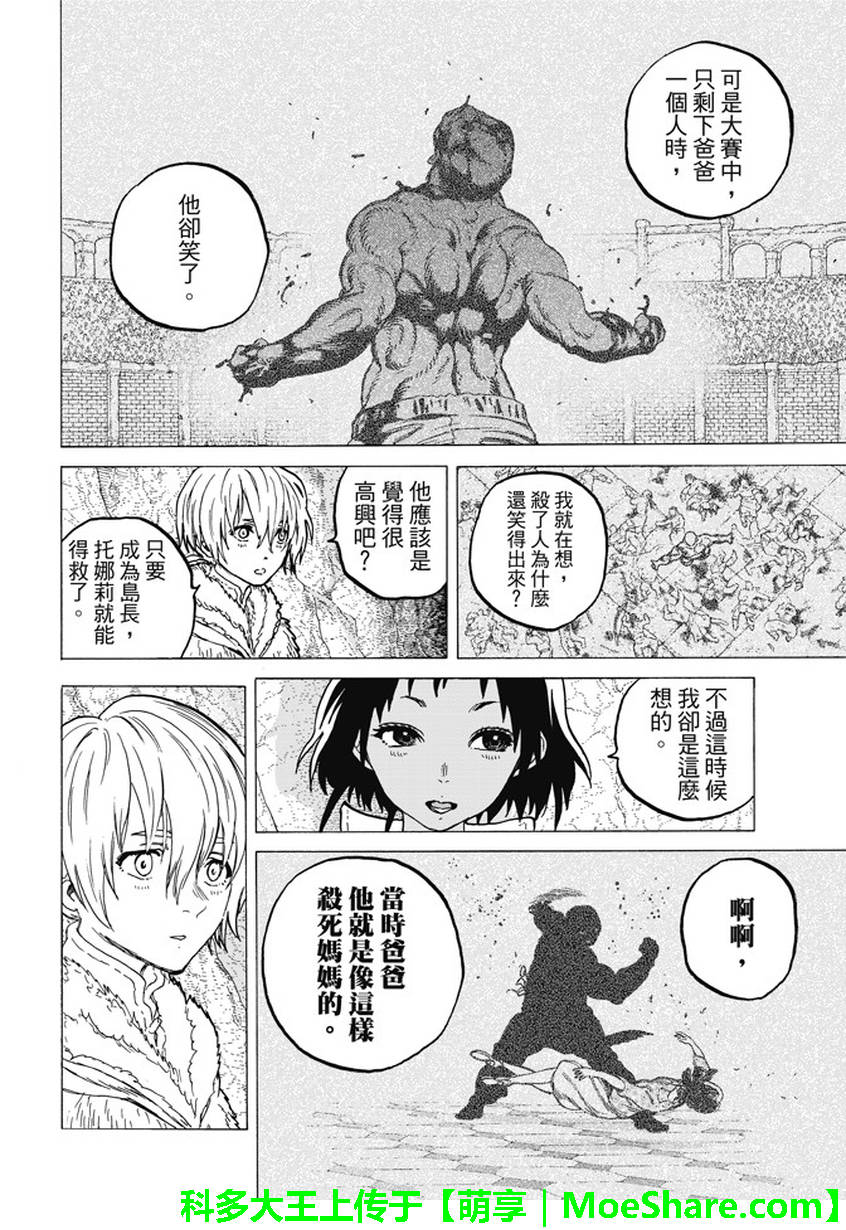 可是大賽中，
只剩下爸爸
一個人時，
他卻笑了。
我就在想，
殺了人為什麼
還笑得出來？
他應該是
覺得很
高興吧？
只要
成為島長，
托娜莉就能
得救了。
不過這時候
我卻是這麼
想的。
啊啊，
當時爸爸
他就是像這樣
殺死媽媽的。
科多大王上传于【萌享｜MoeShare.com】